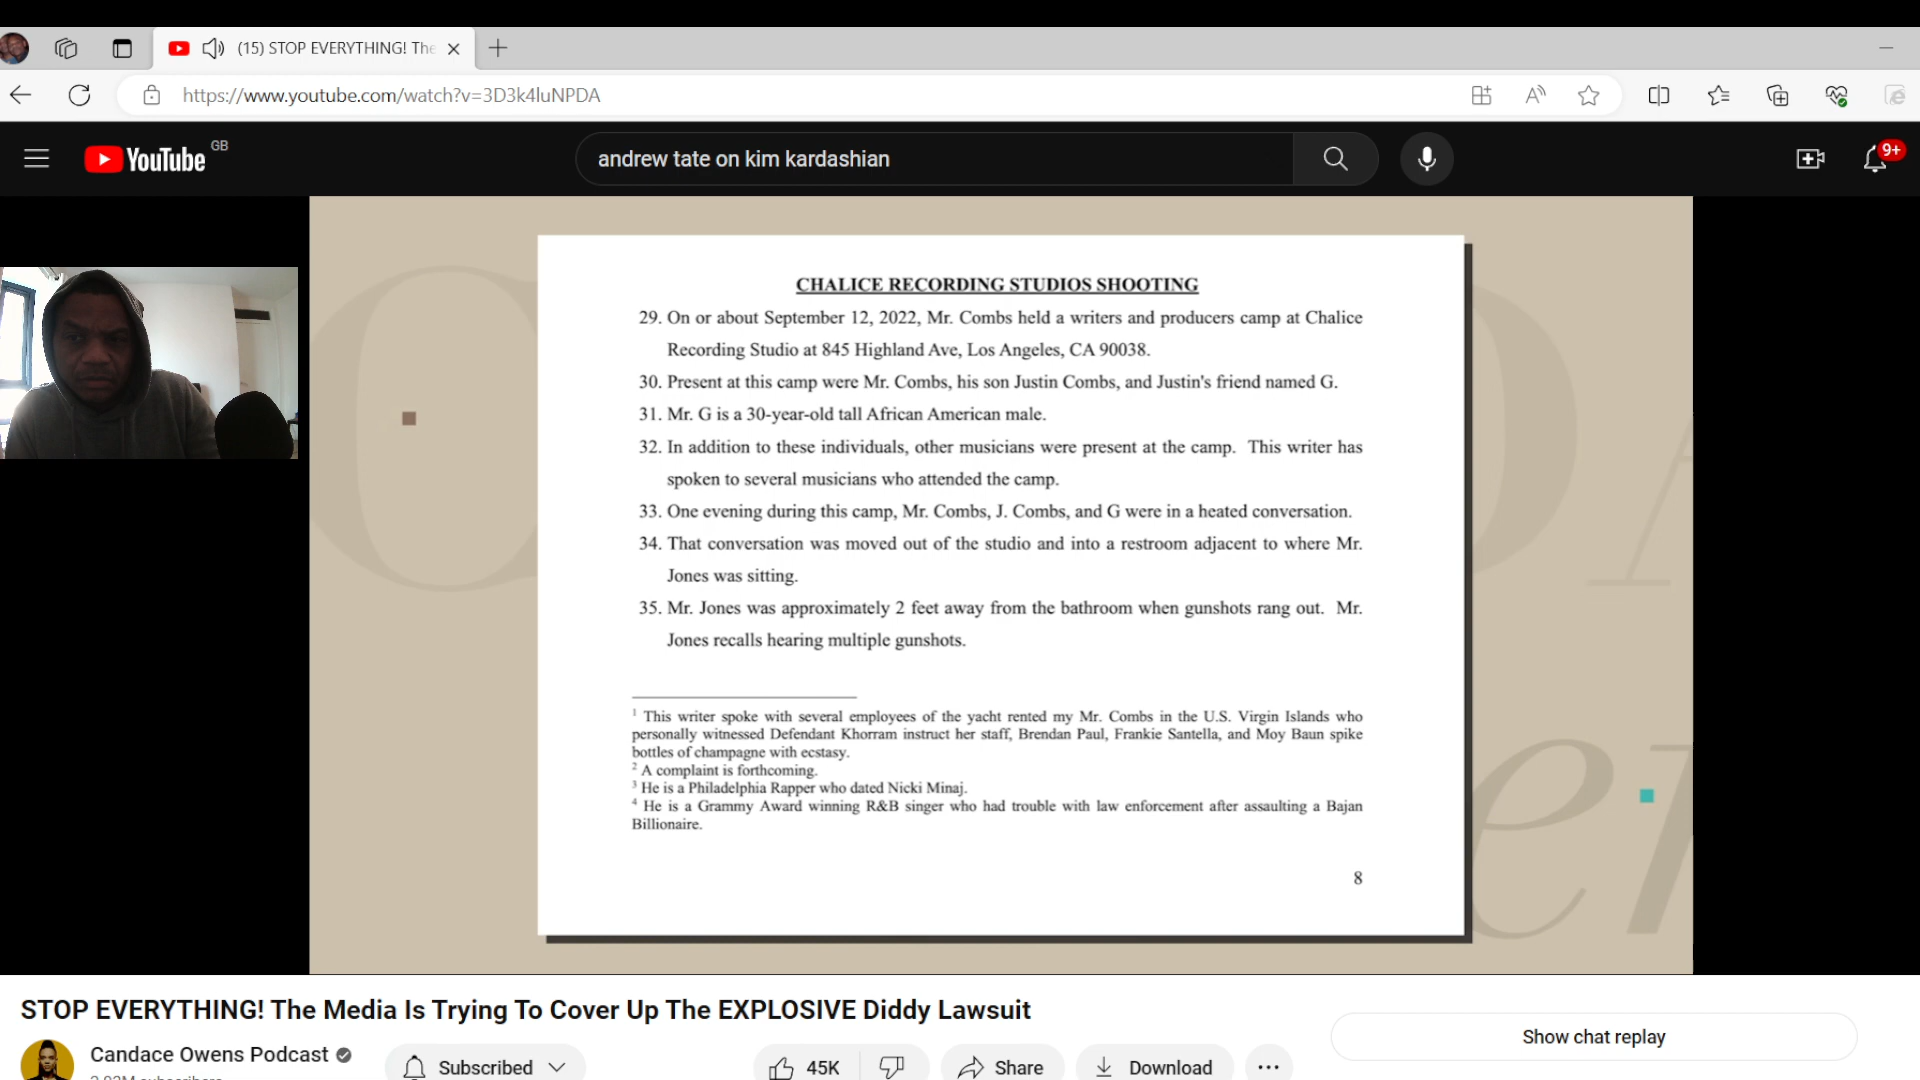 (15) STOP EVERYTHING! The
https://www.youtube.com/watch?v=3D3k4luNPDA
YouTube GB
andrew tate on kim kardashian
9+
CHALICE RECORDING STUDIOS SHOOTING
29. On or about September 12, 2022, Mr. Combs held a writers and producers camp at Chalice
Recording Studio at 845 Highland Ave, Los Angeles, CA 90038.
30. Present at this camp were Mr. Combs, his son Justin Combs, and Justin's friend named G.
31. Mr. G is a 30-year-old tall African American male.
32. In addition to these individuals, other musicians were present at the camp. This writer has
spoken to several musicians who attended the camp.
33. One evening during this camp, Mr. Combs, J. Combs, and G were in a heated conversation.
34. That conversation was moved out of the studio and into a restroom adjacent to where Mr.
Jones was sitting.
35. Mr. Jones was approximately 2 feet away from the bathroom when gunshots rang out. Mr.
Jones recalls hearing multiple gunshots.
1 This writer spoke with several employees of the yacht rented my Mr. Combs in the U.S. Virgin Islands who
personally witnessed Defendant Khorram instruct her staff, Brendan Paul, Frankie Santella, and Moy Baun spike
bottles of champagne with ecstasy.
2 A complaint is forthcoming.
3 He is a Philadelphia Rapper who dated Nicki Minaj.
4 He is a Grammy Award winning R&B singer who had trouble with law enforcement after assaulting a Bajan
Billionaire.
8
STOP EVERYTHING! The Media Is Trying To Cover Up The EXPLOSIVE Diddy Lawsuit
Show chat replay
Candace Owens Podcast
Subscribed
45K
Share
Download